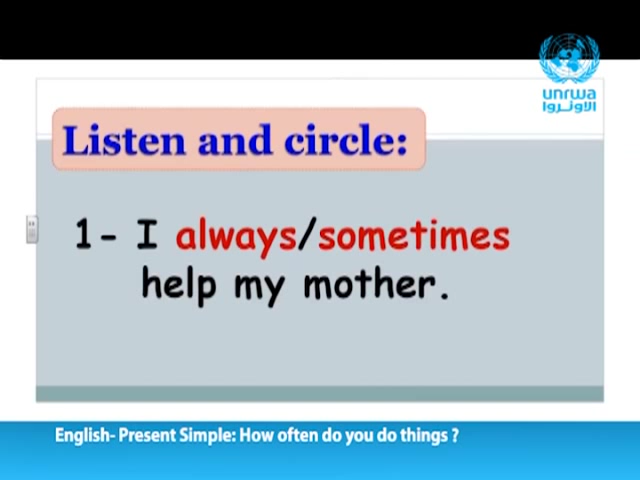 unrwa
الأونروا
Listen and circle:
1- I always/sometimes
help my mother.
English- Present Simple: How often do you do things ?